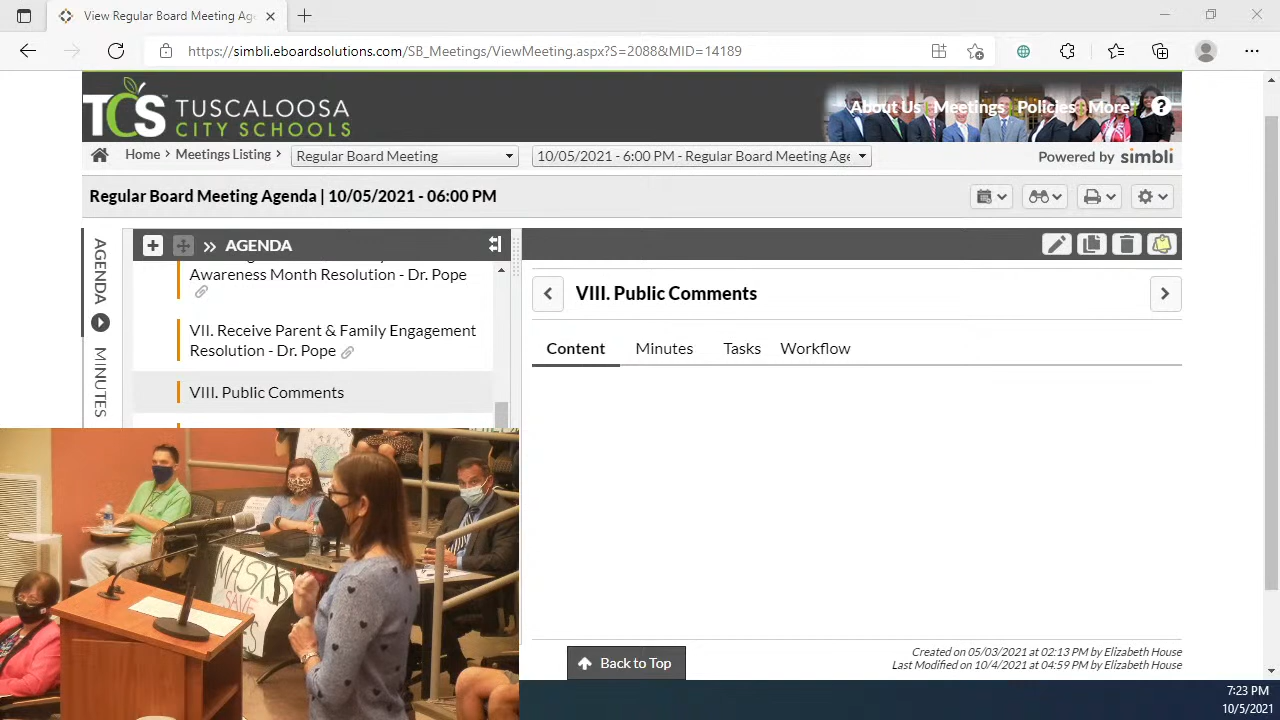 View Regular Board Meeting Age
https://simbli.eboardsolutions.com/SB_Meetings/ViewMeeting.aspx?S=2088&MID=14189
TCS TUSCALOOSA
CITY SCHOOLS
About Us Meetings Policies More
Home Meetings Listing Regular Board Meeting 10/05/2021 - 6:00 PM - Regular Board Meeting Age Powered by simbli
Regular Board Meeting Agenda | 10/05/2021 - 06:00 PM
AGENDA
AGENDA
MINUTES
Awareness Month Resolution - Dr. Pope
VII. Receive Parent & Family Engagement
Resolution - Dr. Pope
VIII. Public Comments
VIII. Public Comments
Content Minutes Tasks Workflow
MASKS
SAVE
Back to Top
Created on 05/03/2021 at 02:13 PM by Elizabeth House
Last Modified on 10/4/2021 at 04:59 PM by Elizabeth House
7:23 PM
10/5/2021